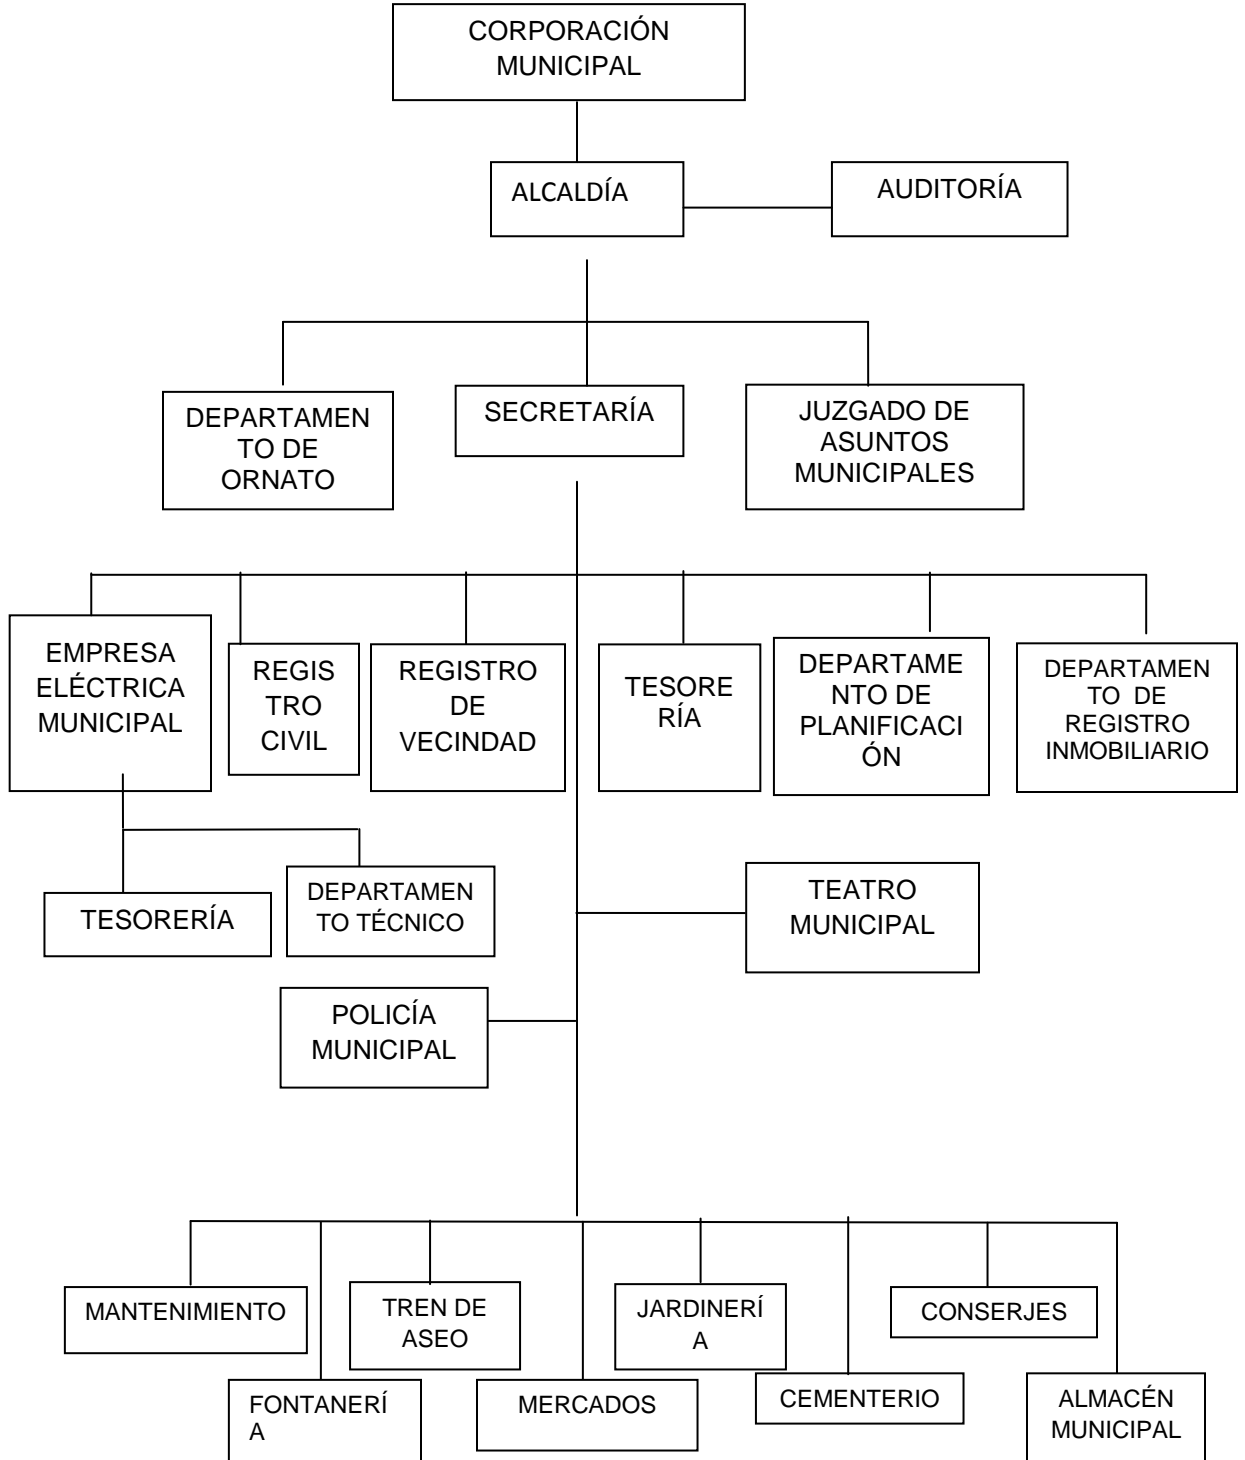 CORPORACIÓN
MUNICIPAL
ALCALDÍA
AUDITORÍA
DEPARTAMEN
TO DE
ORNATO
SECRETARÍA
JUZGADO DE
ASUNTOS
MUNICIPALES
EMPRESA
ELÉCTRICA
MUNICIPAL
REGIS
TRO
CIVIL
REGISTRO
DE
VECINDAD
TESORE
RÍA
DEPARTAME
NTO DE
PLANIFICACI
ÓN
DEPARTAMEN
TO DE
REGISTRO
INMOBILIARIO
TESORERÍA
DEPARTAMEN
TO TÉCNICO
TEATRO
MUNICIPAL
POLICÍA
MUNICIPAL
MANTENIMIENTO
TREN DE
ASEO
JARDINERÍ
A
CONSERJES
FONTANERÍ
A
MERCADOS
CEMENTERIO
ALMACÉN
MUNICIPAL